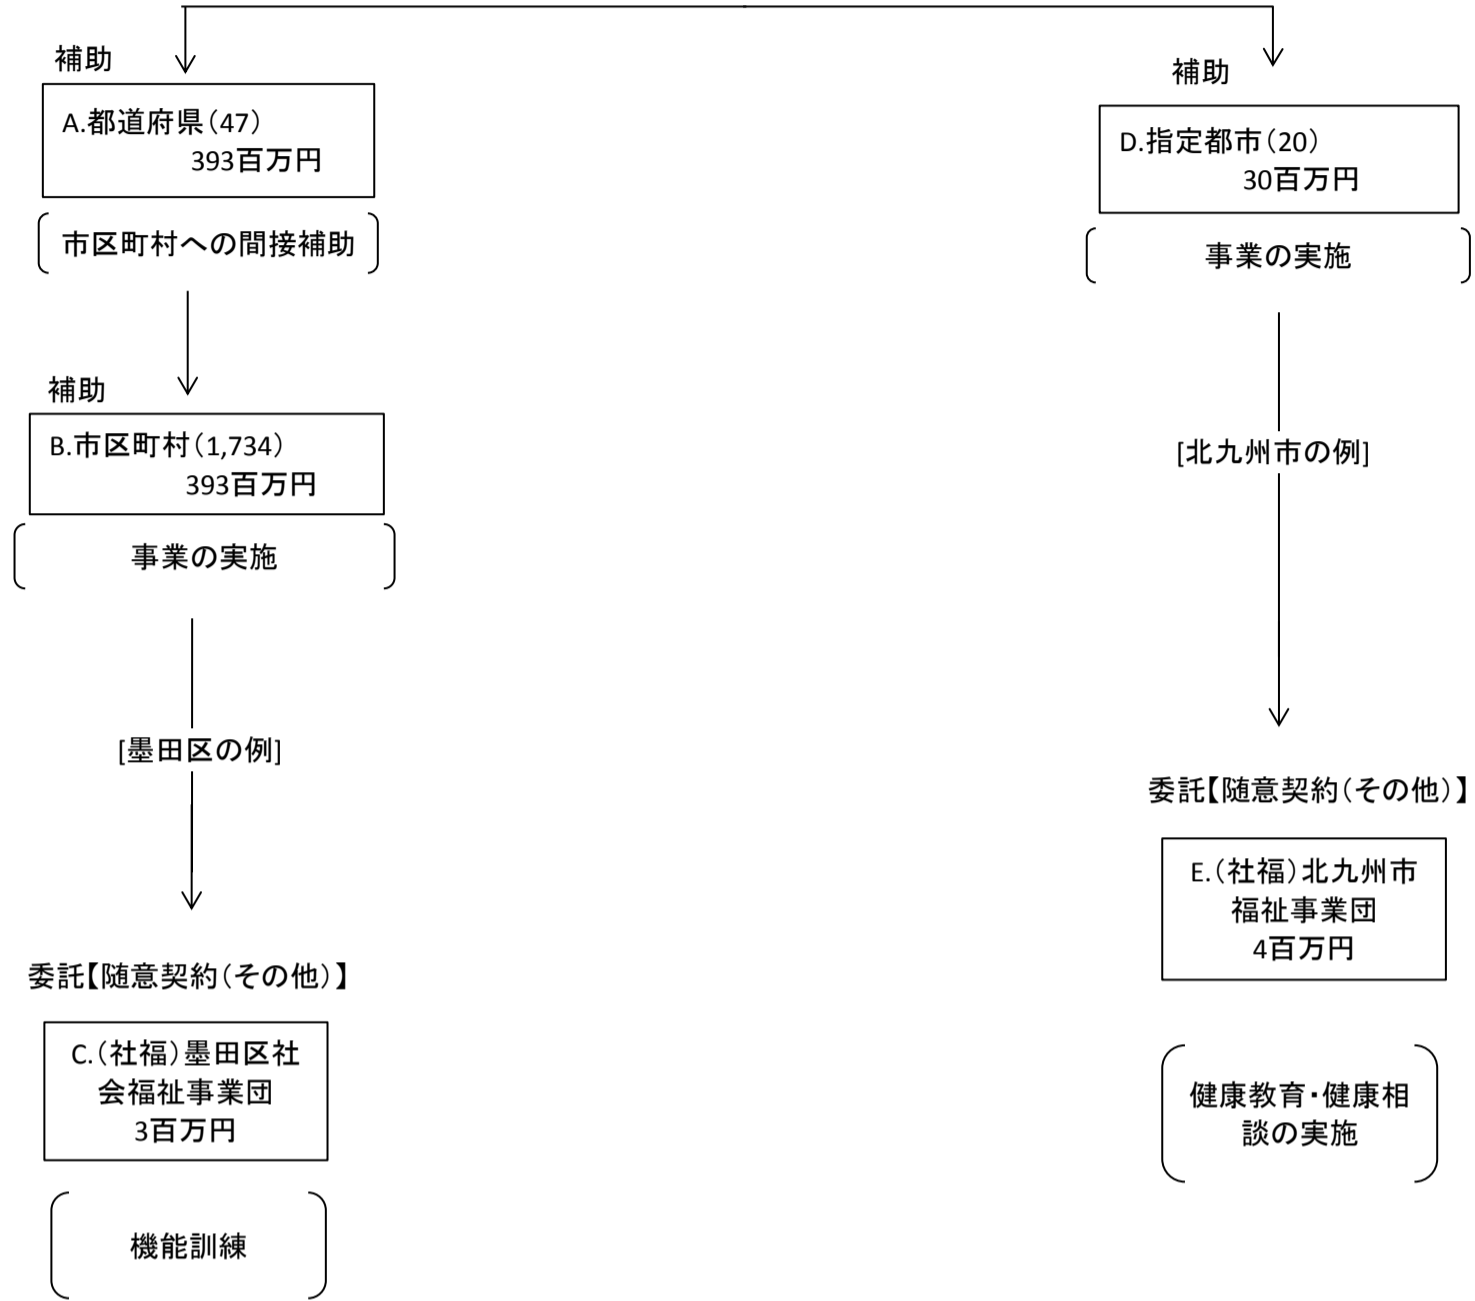 補助
A.都道府県（47）
393百万円
市区町村への間接補助
補助
B.市区町村（1,734）
393百万円
事業の実施
[墨田区の例]
委託【随意契約（その他）】
C.（社福）墨田区社
会福祉事業団
3百万円
機能訓練
補助
D.指定都市（20）
30百万円
事業の実施
[北九州市の例]
委託【随意契約（その他）】
E.（社福）北九州市
福祉事業団
4百万円
健康教育・健康相
談の実施